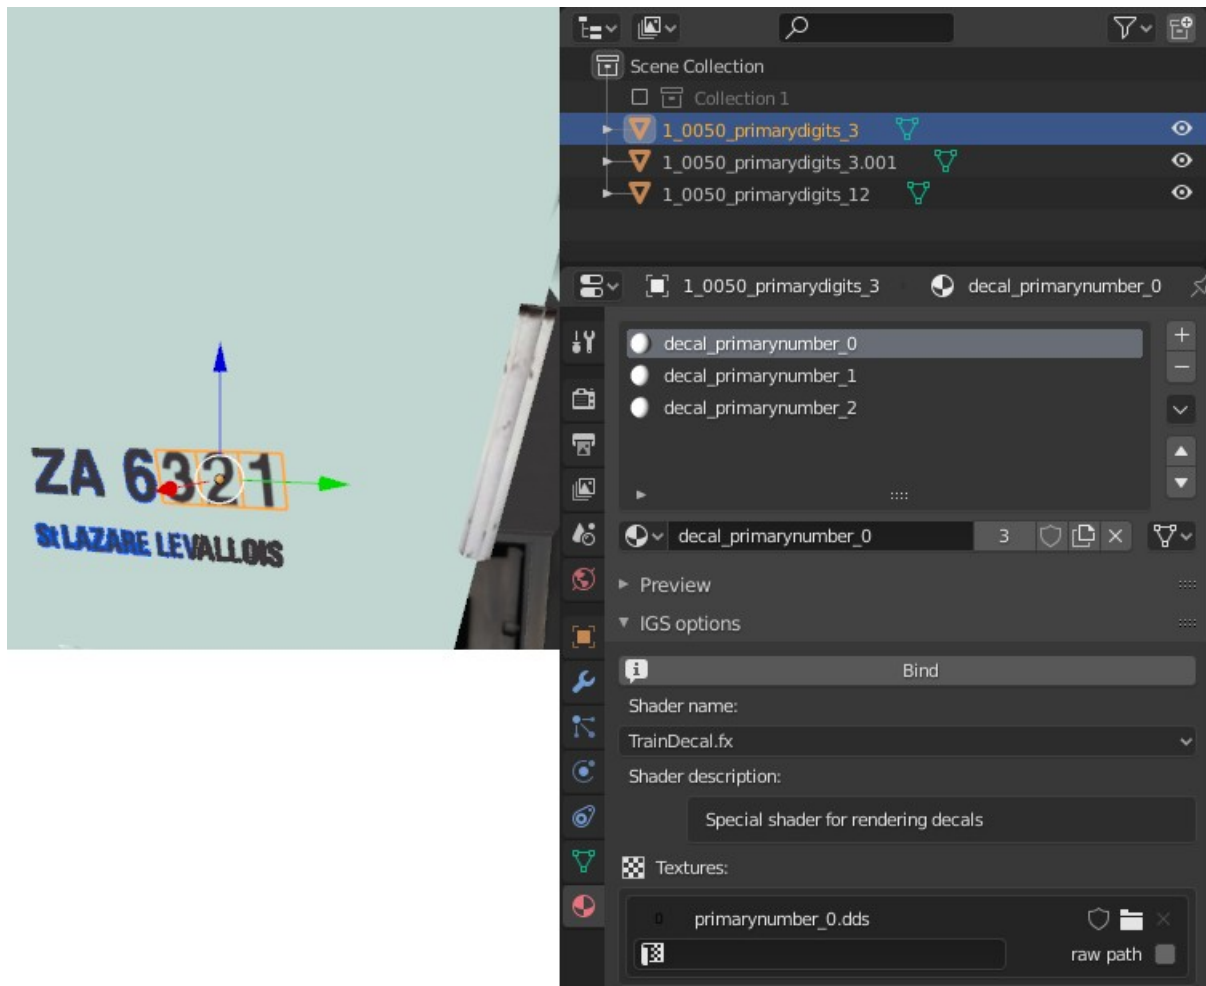 ZA 6321
St LAZARE LEVALLOIS
Scene Collection
Collection 1
1_0050_primarydigits_3
1_0050_primarydigits_3.001
1_0050_primarydigits_12
1_0050_primarydigits_3 decal_primarynumber_0
decal_primarynumber_0
decal_primarynumber_1
decal_primarynumber_2
decal_primarynumber_0 3
Preview
IGS options
Bind
Shader name:
TrainDecal.fx
Shader description:
Special shader for rendering decals
Textures:
0 primarynumber_0.dds
raw path